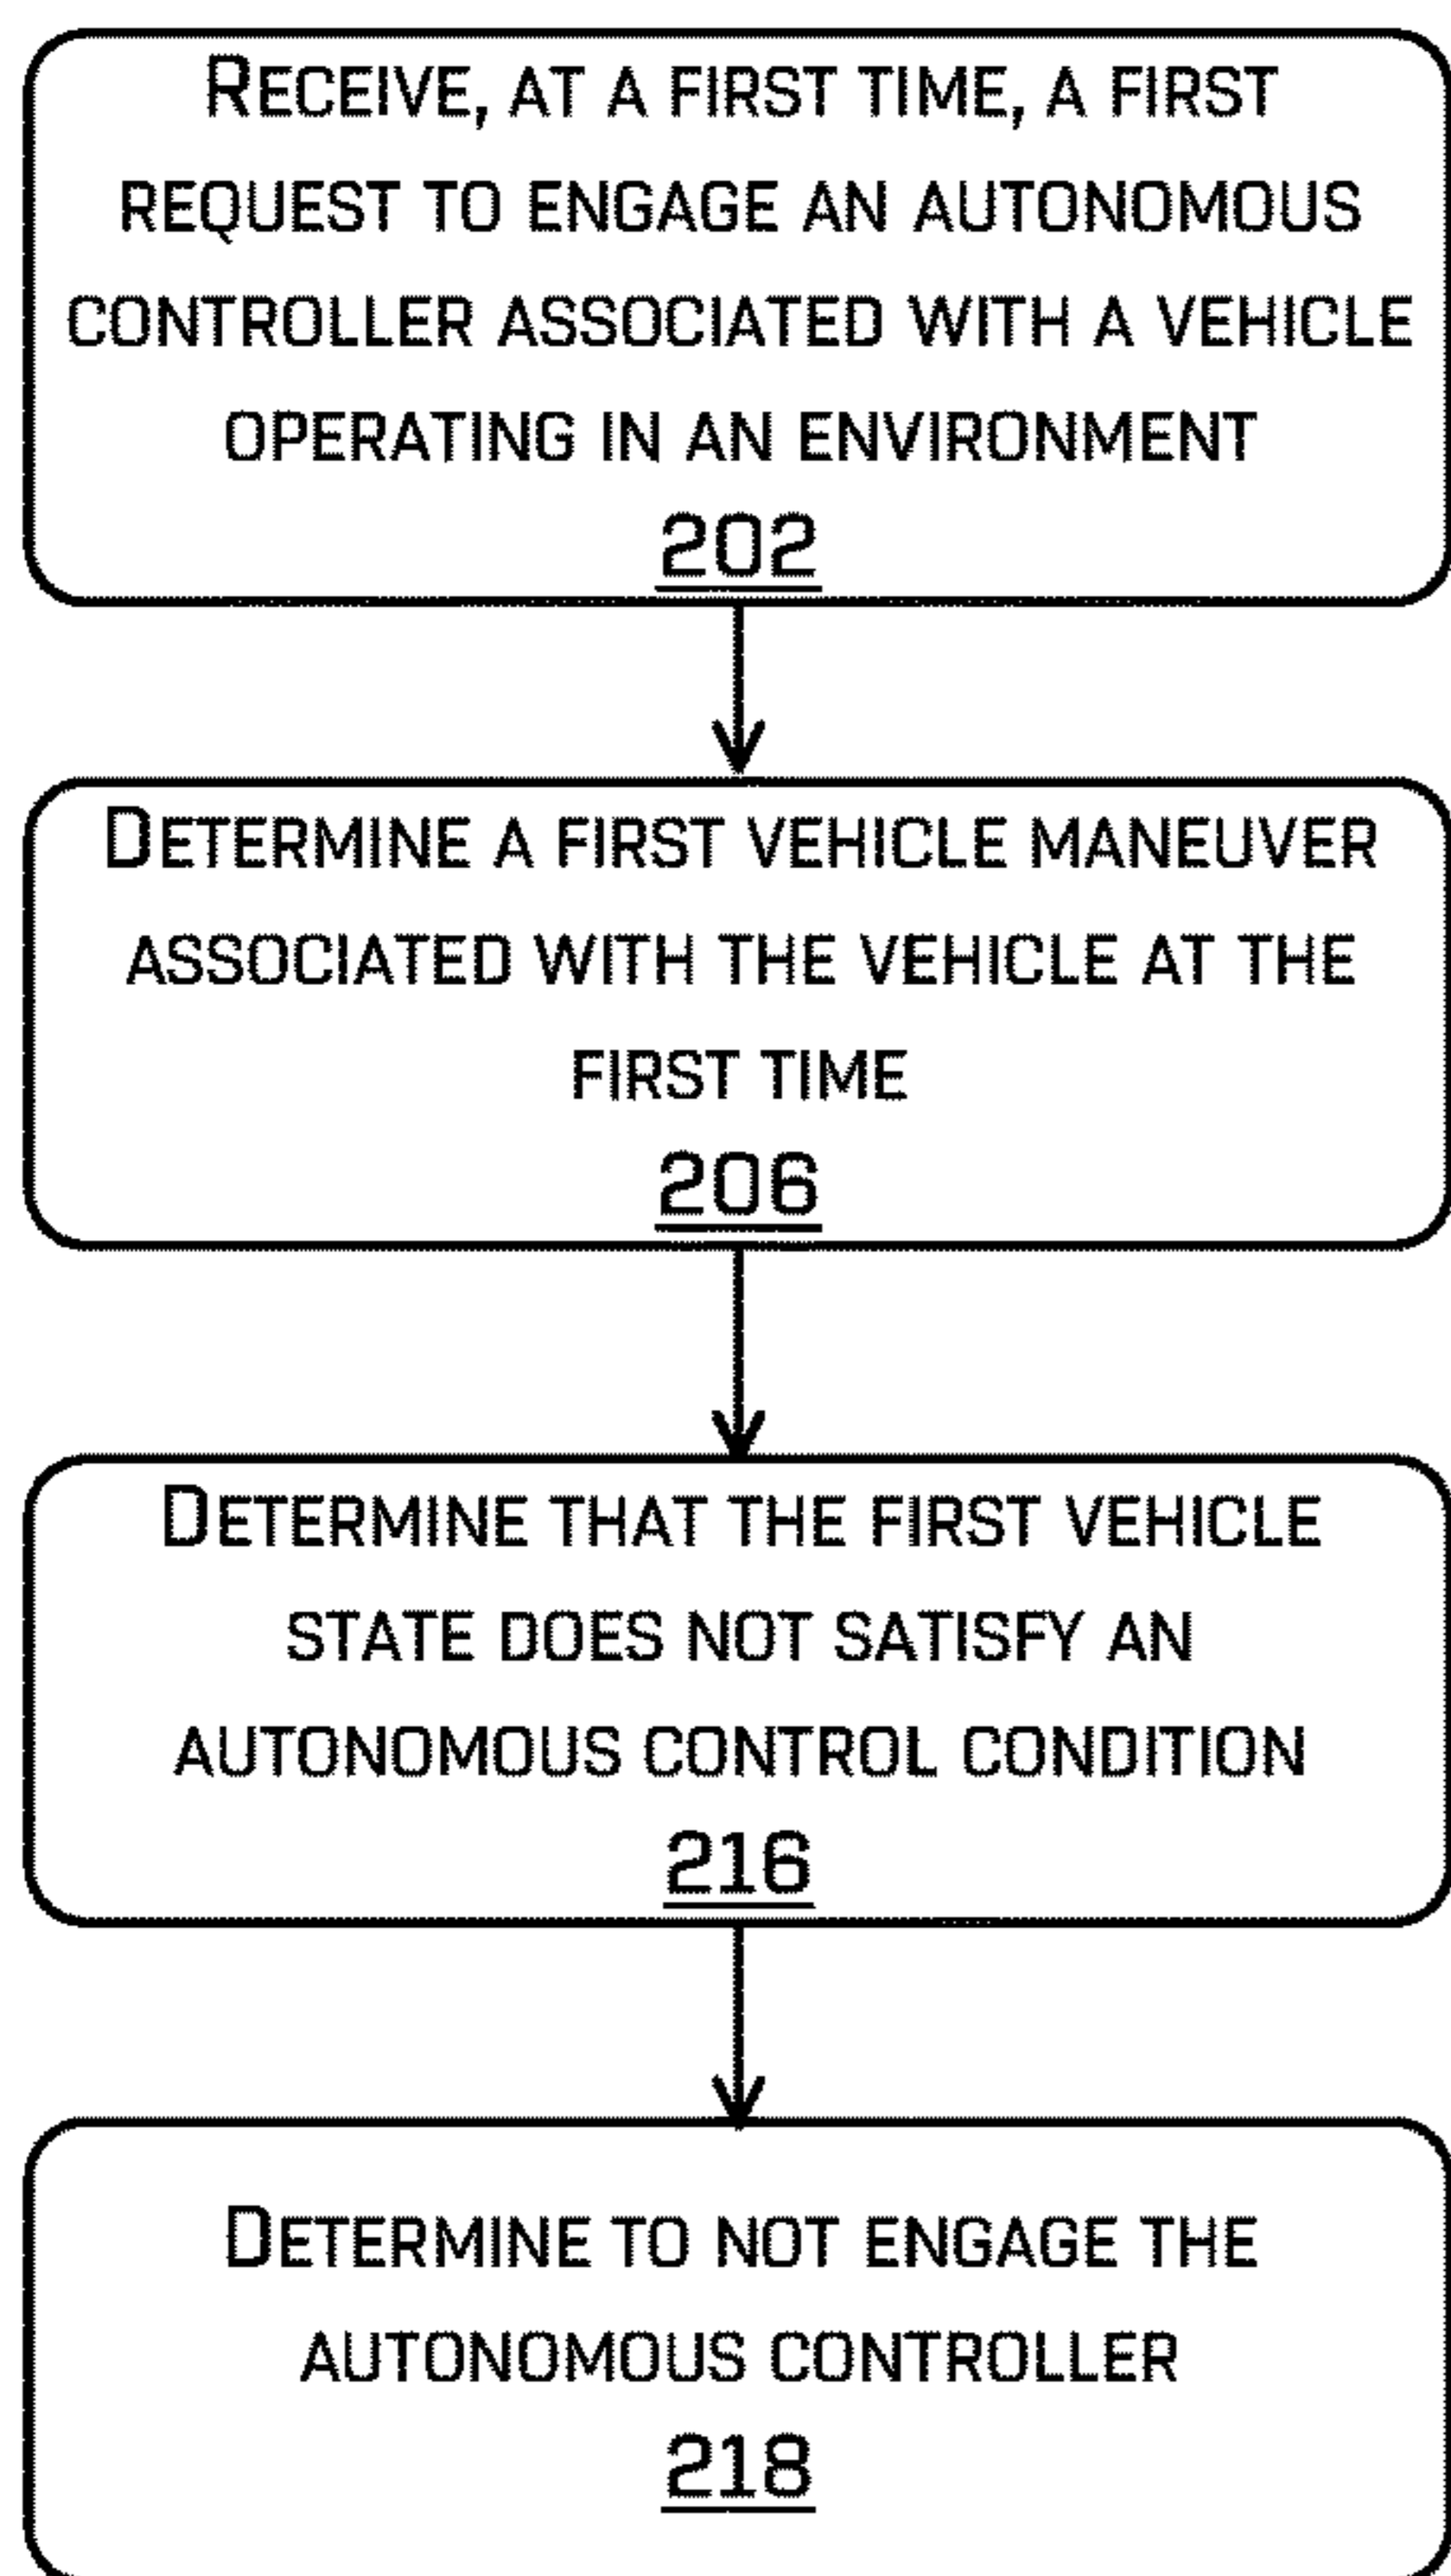 RECEIVE, AT A FIRST TIME, A FIRST
REQUEST TO ENGAGE AN AUTONOMOUS
CONTROLLER ASSOCIATED WITH A VEHICLE
OPERATING IN AN ENVIRONMENT
202
DETERMINE A FIRST VEHICLE MANEUVER
ASSOCIATED WITH THE VEHICLE AT THE
FIRST TIME
206
DETERMINE THAT THE FIRST VEHICLE
STATE DOES NOT SATISFY AN
AUTONOMOUS CONTROL CONDITION
216
DETERMINE TO NOT ENGAGE THE
AUTONOMOUS CONTROLLER
218